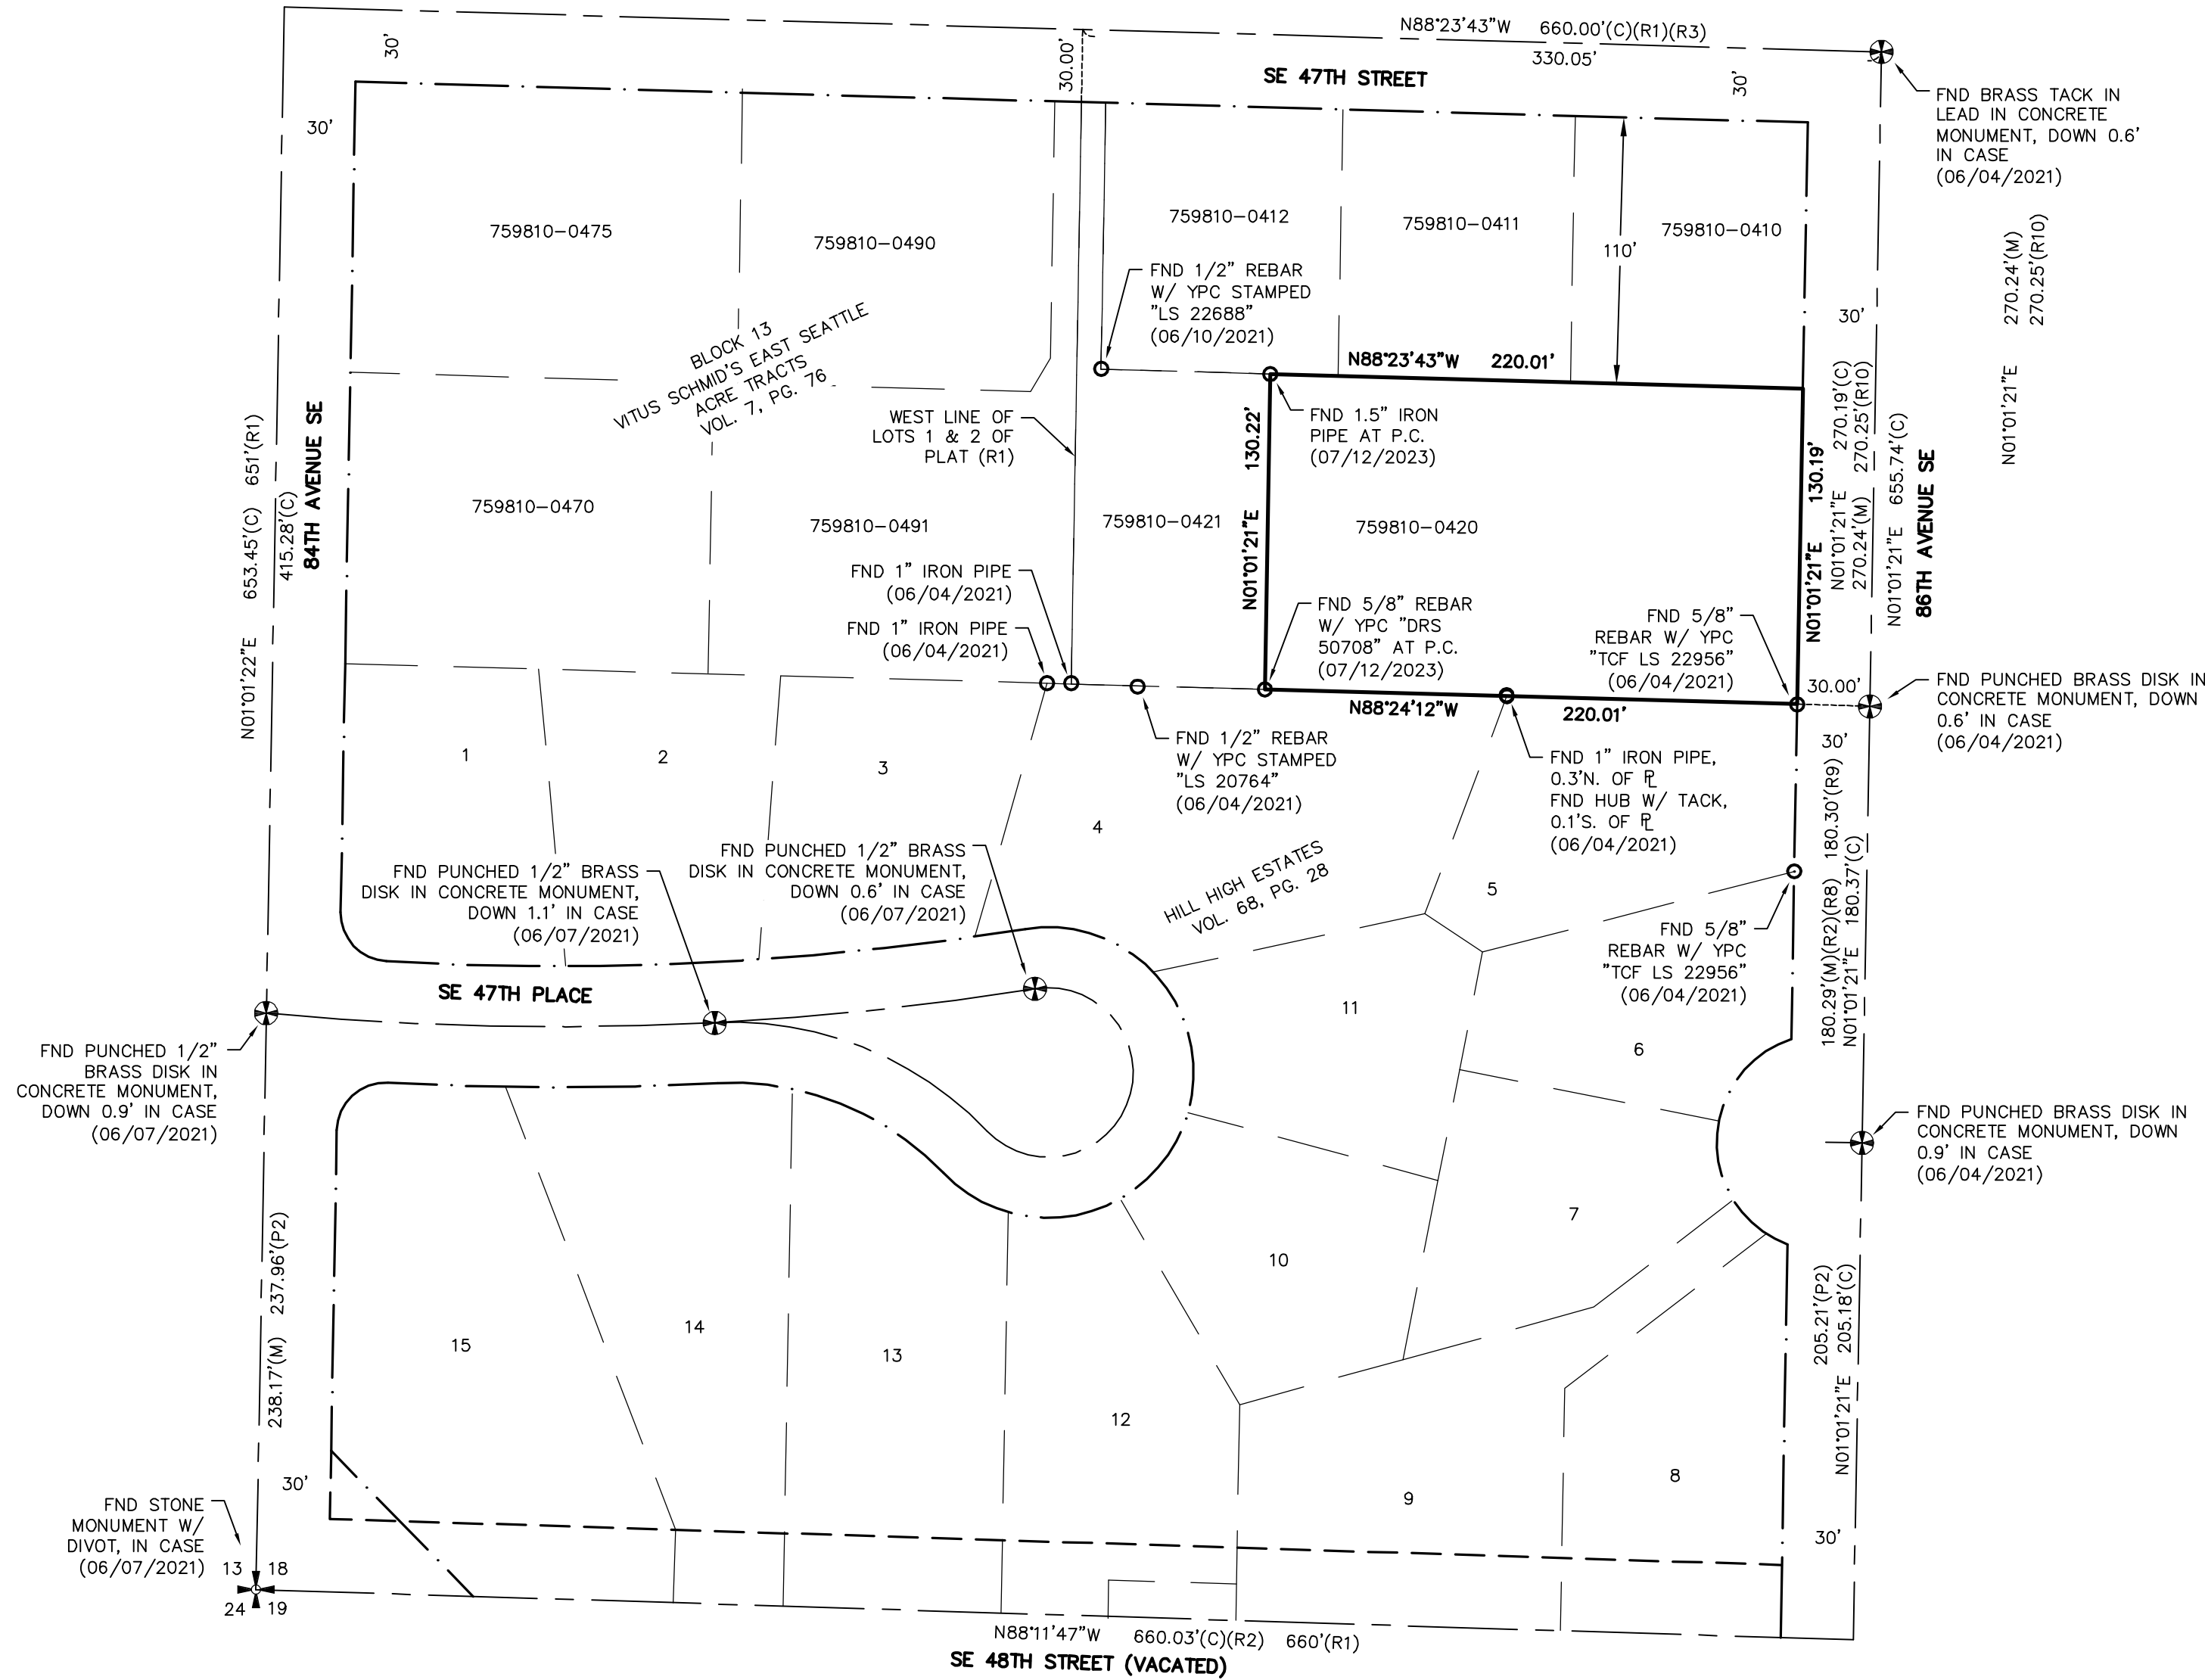 N88°23'43"W 660.00'(C)(R1)(R3)
330.05'
30'
30.00'
SE 47TH STREET
30'
30'
FND BRASS TACK IN
LEAD IN CONCRETE
MONUMENT, DOWN 0.6'
IN CASE
(06/04/2021)
759810-0475
759810-0490
759810-0412
759810-0411
759810-0410
110'
N01°01'21"E 270.24'(M)
270.25'(R10)
FND 1/2" REBAR
W/ YPC STAMPED
"LS 22688"
(06/10/2021)
30'
BLOCK 13
VITUS SCHMID'S EAST SEATTLE
ACRE TRACTS
VOL. 7, PG. 76
N88°23'43"W 220.01'
WEST LINE OF
LOTS 1 & 2 OF
PLAT (R1)
FND 1.5" IRON
PIPE AT P.C.
(07/12/2023)
N01°01'22"E 653.45'(C) 651'(R1)
415.28'(C)
84TH AVENUE SE
N01°01'21"E 130.22'
N01°01'21"E 130.19'
N01°01'21"E 270.19'(C)
270.24'(M) 270.25'(R10)
N01°01'21"E 655.74'(C)
86TH AVENUE SE
759810-0470
759810-0491
759810-0421
759810-0420
FND 1" IRON PIPE
(06/04/2021)
FND 1" IRON PIPE
(06/04/2021)
FND 5/8" REBAR
W/ YPC "DRS
50708" AT P.C.
(07/12/2023)
FND 5/8"
REBAR W/ YPC
"TCF LS 22956"
(06/04/2021)
30.00'
FND PUNCHED BRASS DISK IN
CONCRETE MONUMENT, DOWN
0.6' IN CASE
(06/04/2021)
N88°24'12"W 220.01'
30'
1
2
3
FND 1/2" REBAR
W/ YPC STAMPED
"LS 20764"
(06/04/2021)
FND 1" IRON PIPE,
0.3'N. OF ℄
FND HUB W/ TACK,
0.1'S. OF ℄
(06/04/2021)
4
5
HILL HIGH ESTATES
VOL. 68, PG. 28
FND PUNCHED 1/2" BRASS
DISK IN CONCRETE MONUMENT,
DOWN 1.1' IN CASE
(06/07/2021)
FND PUNCHED 1/2" BRASS
DISK IN CONCRETE MONUMENT,
DOWN 0.6' IN CASE
(06/07/2021)
180.29'(M)(R2)(R8) 180.30'(R9)
N01°01'21"E 180.37'(C)
FND 5/8"
REBAR W/ YPC
"TCF LS 22956"
(06/04/2021)
SE 47TH PLACE
11
6
FND PUNCHED 1/2"
BRASS DISK IN
CONCRETE MONUMENT,
DOWN 0.9' IN CASE
(06/07/2021)
FND PUNCHED BRASS DISK IN
CONCRETE MONUMENT, DOWN
0.9' IN CASE
(06/04/2021)
238.17'(M) 237.96'(P2)
10
7
205.21'(P2)
N01°01'21"E 205.18'(C)
15
14
13
12
9
8
30'
30'
FND STONE
MONUMENT W/
DIVOT, IN CASE
(06/07/2021)
13 18
24 19
N88°11'47"W 660.03'(C)(R2) 660'(R1)
SE 48TH STREET (VACATED)